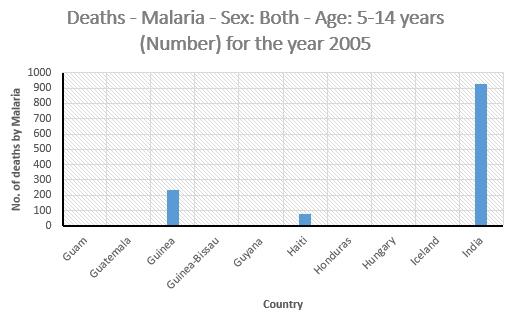 Deaths - Malaria - Sex: Both - Age: 5-14 years
(Number) for the year 2005
No. of deaths by Malaria
1000
900
800
700
600
500
400
300
200
100
0
Guam
Guatemala
Guinea
Guinea-Bissau
Guyana
Haiti
Honduras
Hungary
Iceland
India
Country